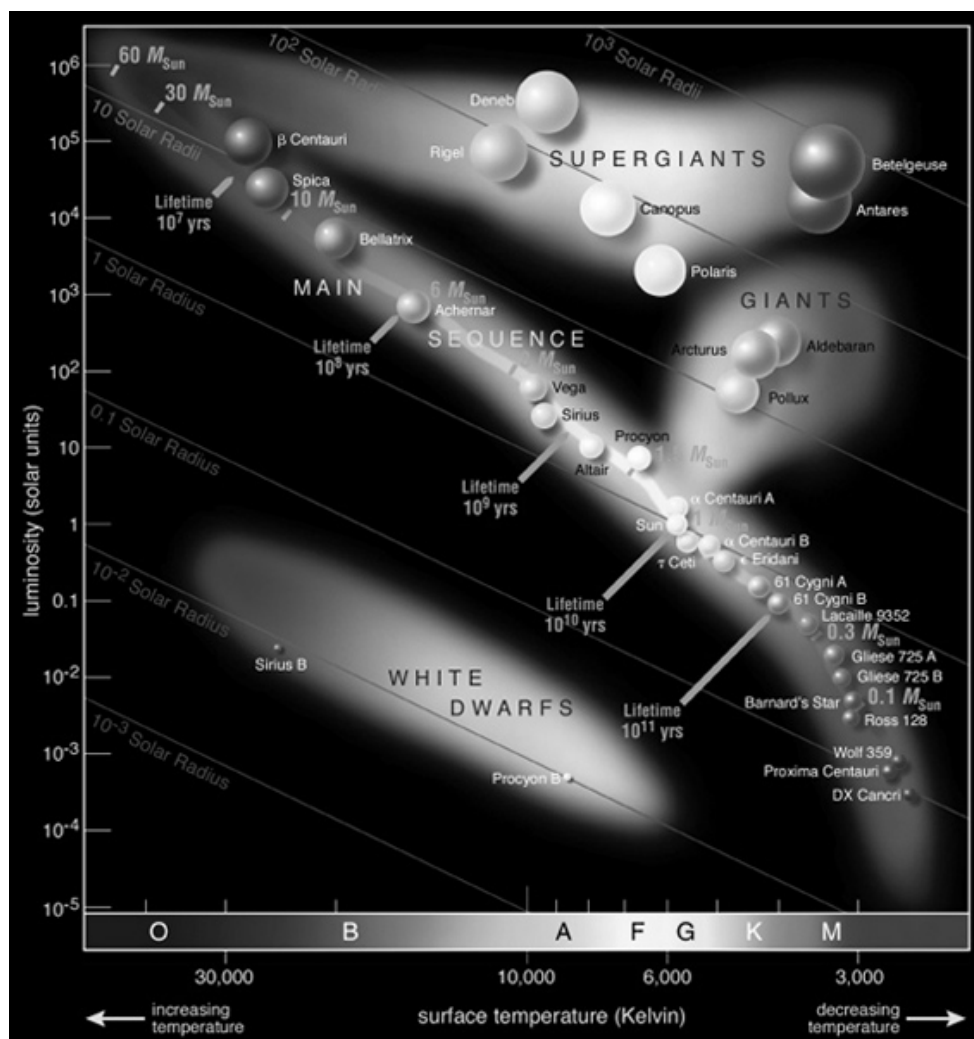 10⁶
10⁵
10⁴
10³
10²
10
1
0.1
10⁻²
10⁻³
10⁻⁴
10⁻⁵
luminosity (solar units)
60 M_Sun
30 M_Sun
10 Solar Radii
10² Solar Radii
10³ Solar Radii
Deneb
Rigel
β Centauri
SUPERGIANTS
Betelgeuse
Spica
Lifetime
10⁷ yrs
10 M_Sun
Canopus
Antares
Bellatrix
Polaris
1 Solar Radius
MAIN
6 M_Sun
GIANTS
Achernar
SEQUENCE
Lifetime
10⁸ yrs
M_Sun
Arcturus
Aldebaran
Vega
Pollux
0.1 Solar Radius
Sirius
Procyon
M_Sun
Altair
Lifetime
10⁹ yrs
α Centauri A
Sun
α Centauri B
τ Ceti
ε Eridani
10⁻² Solar Radius
61 Cygni A
61 Cygni B
Lifetime
10¹⁰ yrs
Lacaille 9352
0.3 M_Sun
Sirius B
Gliese 725 A
WHITE
DWARFS
Gliese 725 B
0.1 M_Sun
Barnard's Star
Ross 128
Lifetime
10¹¹ yrs
10⁻³ Solar Radius
Wolf 359
Procyon B
Proxima Centauri
DX Cancri
O B A F G K M
30,000 10,000 6,000 3,000
increasing
temperature
surface temperature (Kelvin)
decreasing
temperature